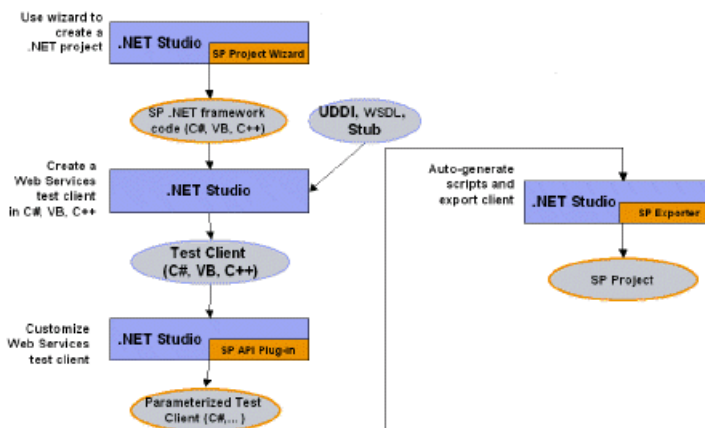 Use wizard to
create a
.NET project
.NET Studio
SP Project Wizard
SP .NET framework
code (C#, VB, C++)
UDDI, WSDL,
Stub
Create a
Web Services
test client
in C#, VB, C++
.NET Studio
Test Client
(C#, VB, C++)
Customize
Web Services
test client
.NET Studio
SP API Plug-in
Parameterized Test
Client (C#,... )
Auto-generate
scripts and
export client
.NET Studio
SP Exporter
SP Project